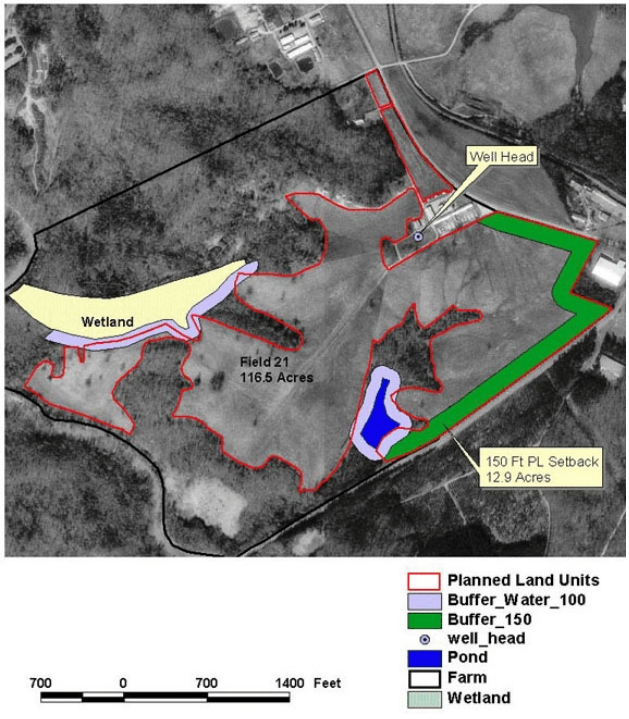 Well Head
Wetland
Field 21
116.5 Acres
150 Ft PL Setback
12.9 Acres
Planned Land Units
Buffer_Water_100
Buffer_150
well_head
Pond
Farm
Wetland
700 0 700 1400 Feet